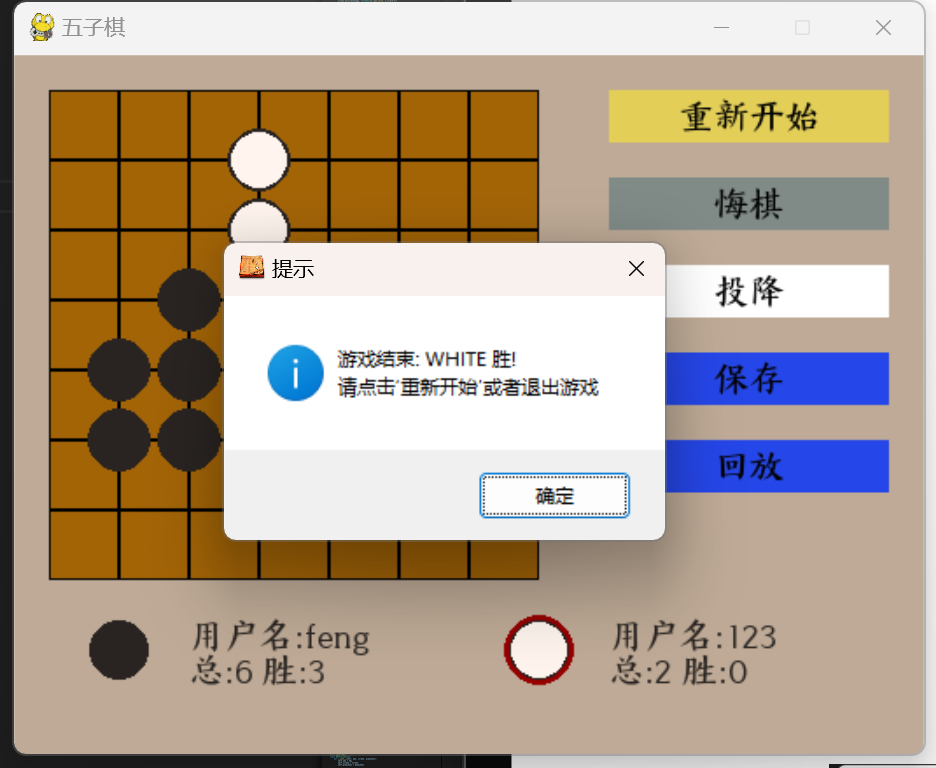 五子棋
重新开始
悔棋
投降
保存
回放
提示
游戏结束: WHITE 胜!
请点击'重新开始'或者退出游戏
确定
用户名:feng
总:6 胜:3
用户名:123
总:2 胜:0